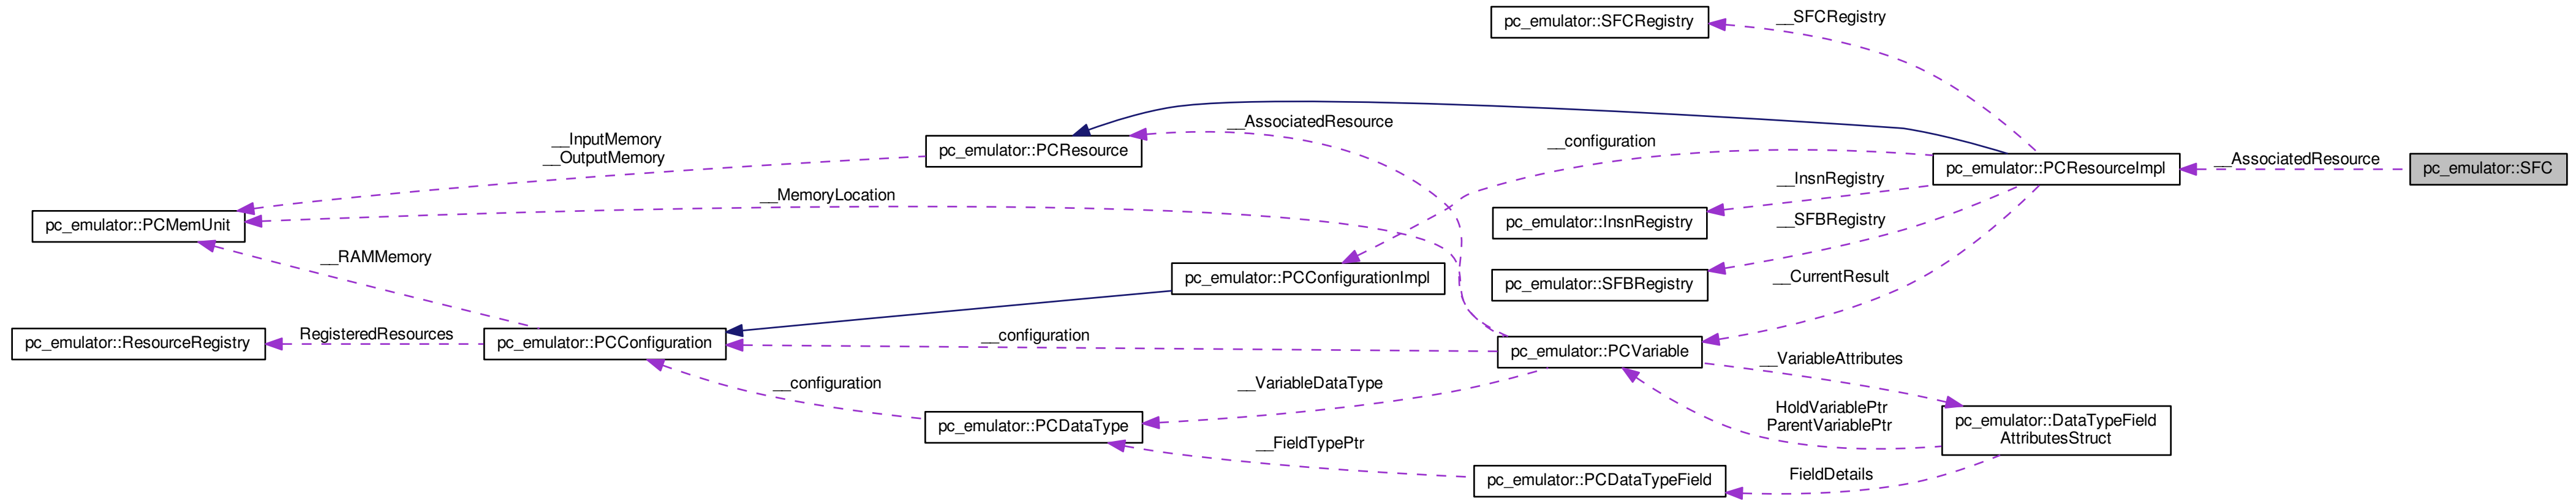 pc_emulator::SFCRegistry
__SFCRegistry
__InputMemory
__OutputMemory
pc_emulator::PCResource
__AssociatedResource
__configuration
pc_emulator::PCResourceImpl
__AssociatedResource
pc_emulator::SFC
__InsnRegistry
pc_emulator::InsnRegistry
__MemoryLocation
pc_emulator::PCMemUnit
__SFBRegistry
__RAMMemory
pc_emulator::PCConfigurationImpl
pc_emulator::SFBRegistry
__CurrentResult
pc_emulator::ResourceRegistry
RegisteredResources
pc_emulator::PCConfiguration
__configuration
pc_emulator::PCVariable
__VariableAttributes
__configuration
__VariableDataType
HoldVariablePtr
ParentVariablePtr
pc_emulator::DataTypeField
AttributesStruct
pc_emulator::PCDataType
__FieldTypePtr
pc_emulator::PCDataTypeField
FieldDetails